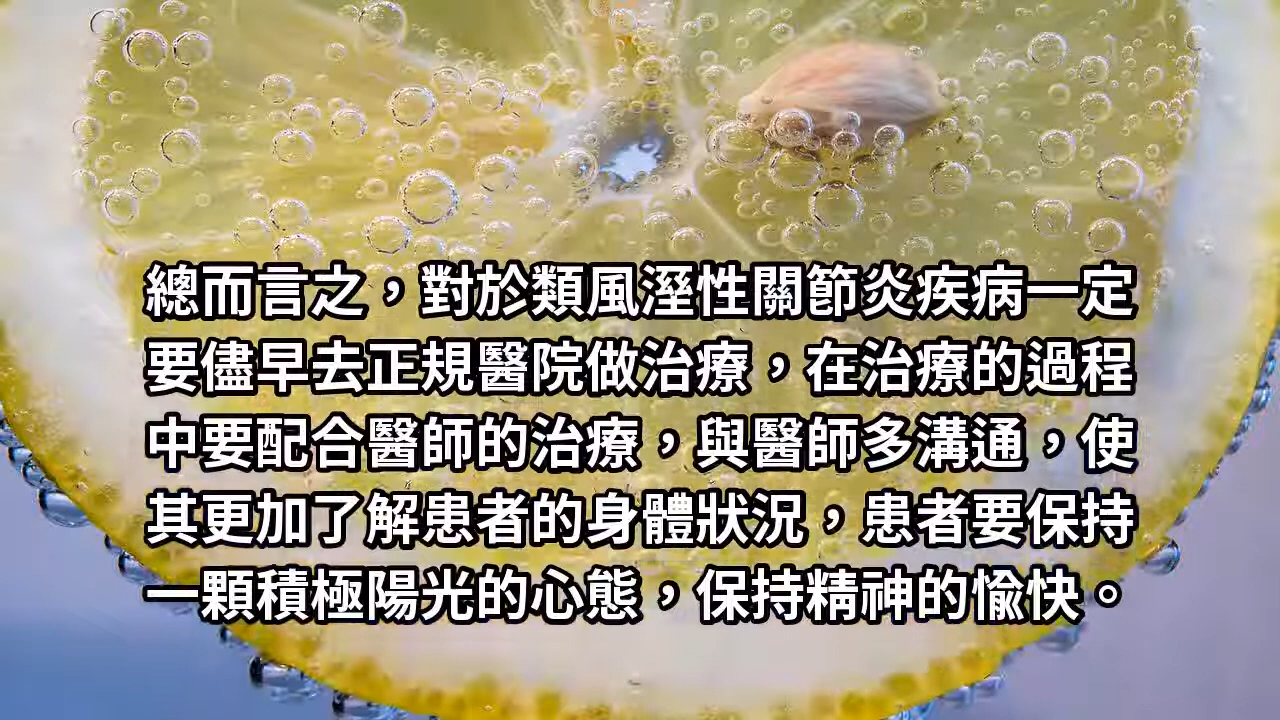 總而言之，對於類風溼性關節炎疾病一定
要儘早去正規醫院做治療，在治療的過程
中要配合醫師的治療，與醫師多溝通，使
其更加了解患者的身體狀況，患者要保持
一顆積極陽光的心態，保持精神的愉快。